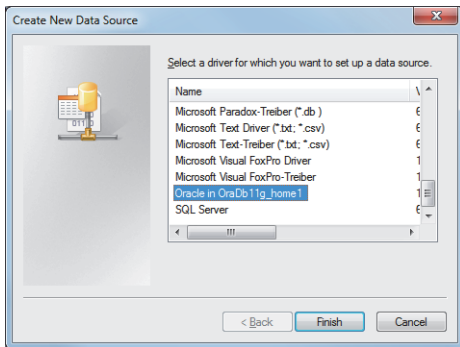 Create New Data Source
Select a driver for which you want to set up a data source.
Name
Microsoft Paradox-Treiber (*.db )
Microsoft Text Driver (*.txt; *.csv)
Microsoft Text-Treiber (*.txt; *.csv)
Microsoft Visual FoxPro Driver
Microsoft Visual FoxPro-Treiber
Oracle in OraDb11g_home1
SQL Server
< Back Finish Cancel